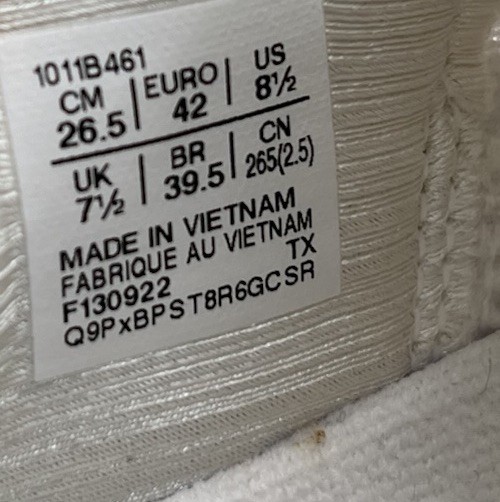 1011B461
CM EURO US
26.5 42 8½
UK BR CN
7½ 39.5 265(2.5)
MADE IN VIETNAM
FABRIQUE AU VIETNAM
F130922 TX
Q9PxBPST8R6GCSR